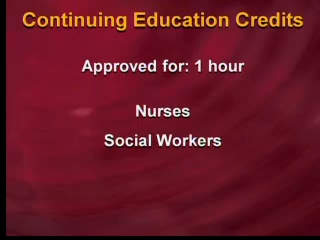 Continuing Education Credits
Approved for: 1 hour
Nurses
Social Workers